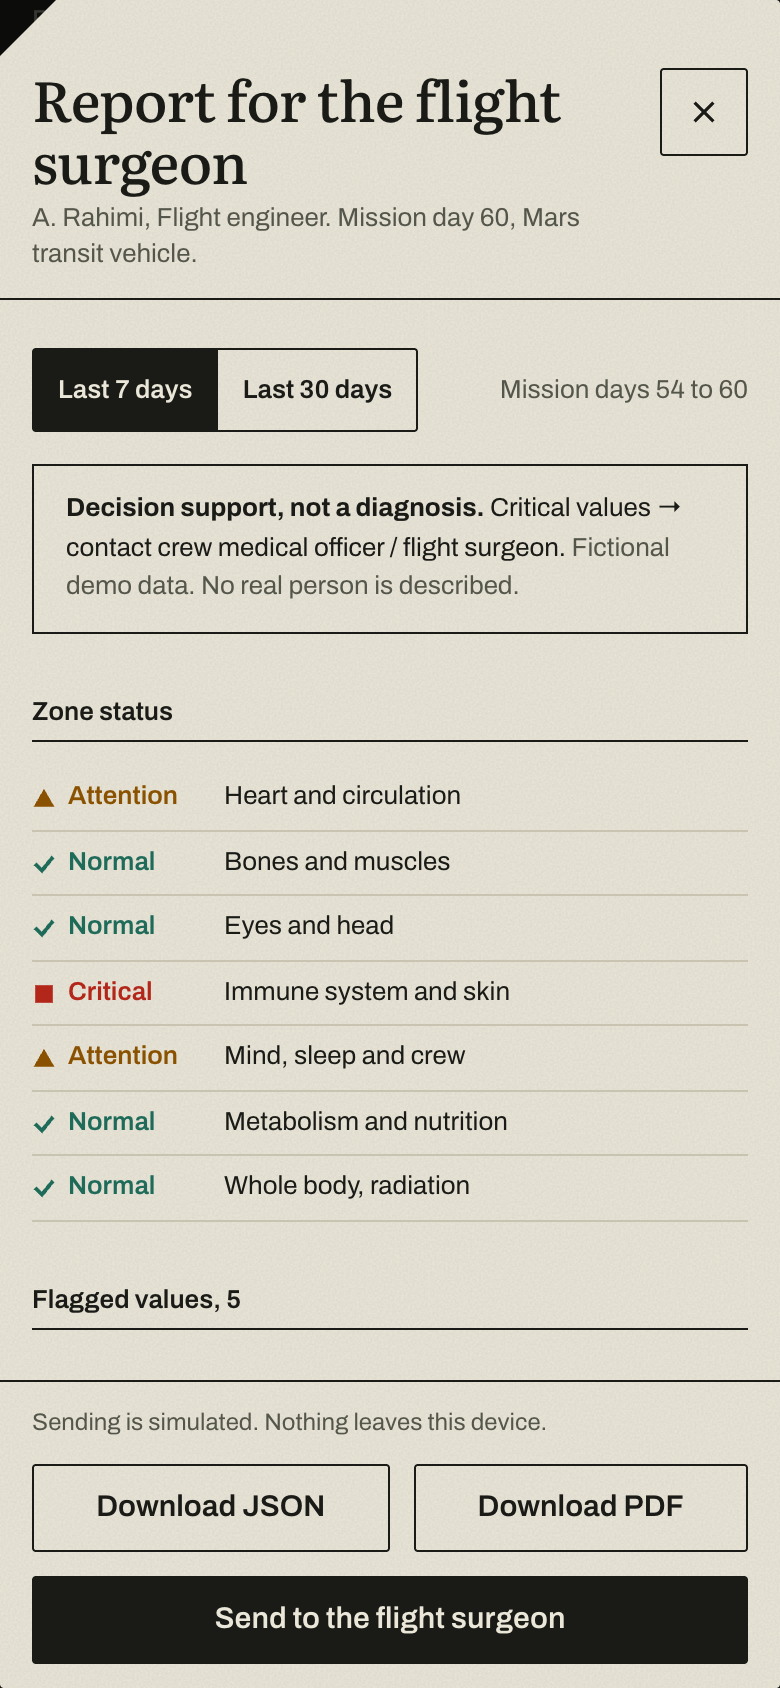 Report for the flight
surgeon
A. Rahimi, Flight engineer. Mission day 60, Mars
transit vehicle.
Last 7 days
Last 30 days
Mission days 54 to 60
Decision support, not a diagnosis. Critical values →
contact crew medical officer / flight surgeon. Fictional
demo data. No real person is described.
Zone status
Attention Heart and circulation
Normal Bones and muscles
Normal Eyes and head
Critical Immune system and skin
Attention Mind, sleep and crew
Normal Metabolism and nutrition
Normal Whole body, radiation
Flagged values, 5
Sending is simulated. Nothing leaves this device.
Download JSON
Download PDF
Send to the flight surgeon